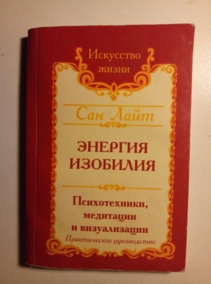 Искусство
жизни
Сан Лайт
ЭНЕРГИЯ
ИЗОБИЛИЯ
Психотехники,
медитации
и визуализации
Практическое руководство